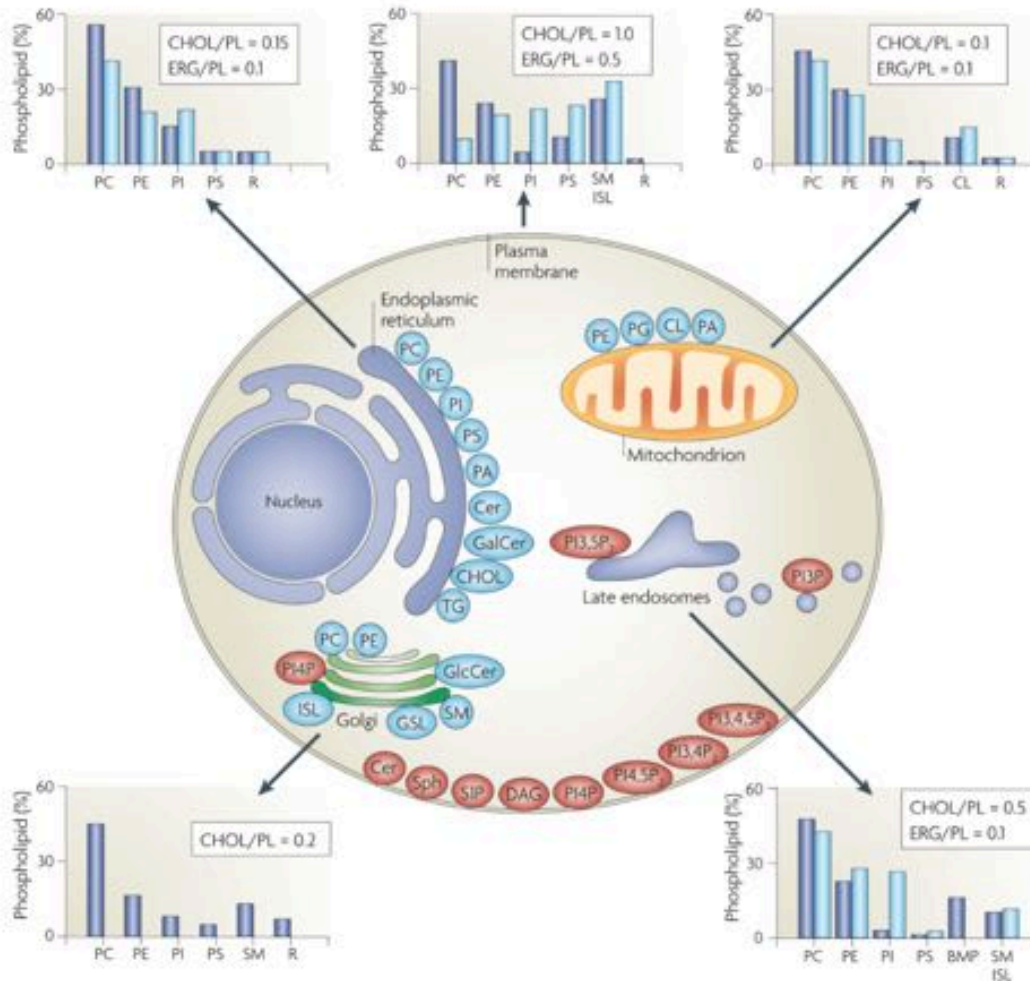 60
30
0
Phospholipid (%)
CHOL/PL = 0.15
ERG/PL = 0.1
PC PE PI PS R
60
30
0
Phospholipid (%)
CHOL/PL = 1.0
ERG/PL = 0.5
PC PE PI PS SM R
ISL
60
30
0
Phospholipid (%)
CHOL/PL = 0.1
ERG/PL = 0.1
PC PE PI PS CL R
Plasma
membrane
Endoplasmic
reticulum
PC
PE
PI
PS
PA
Cer
GalCer
CHOL
TG
Nucleus
PE PG CL PA
Mitochondrion
PI3,5P2
Late endosomes
PI3P
PC PE
PI4P
GlcCer
ISL
Golgi
GSL
SM
Cer
Sph
S1P
DAG
PI4P
PI4,5P2
PI3,4P2
PI3,4,5P
60
30
0
Phospholipid (%)
CHOL/PL = 0.2
PC PE PI PS SM R
60
30
0
Phospholipid (%)
CHOL/PL = 0.5
ERG/PL = 0.1
PC PE PI PS BMP SM
ISL